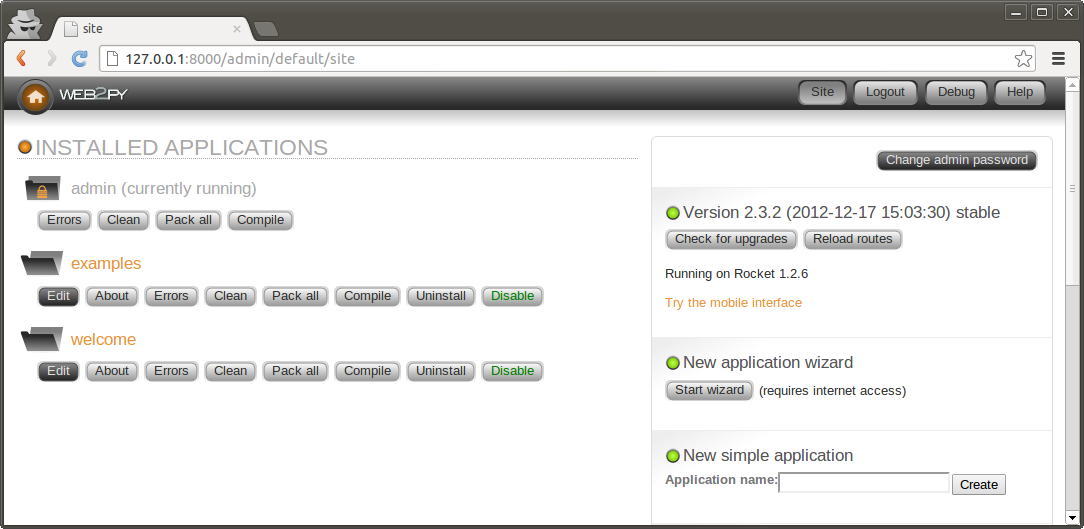 site
127.0.0.1:8000/admin/default/site
WEB2PY
Site Logout Debug Help
INSTALLED APPLICATIONS
admin (currently running)
Errors Clean Pack all Compile
examples
Edit About Errors Clean Pack all Compile Uninstall Disable
welcome
Edit About Errors Clean Pack all Compile Uninstall Disable
Change admin password
Version 2.3.2 (2012-12-17 15:03:30) stable
Check for upgrades Reload routes
Running on Rocket 1.2.6
Try the mobile interface
New application wizard
Start wizard (requires internet access)
New simple application
Application name: Create